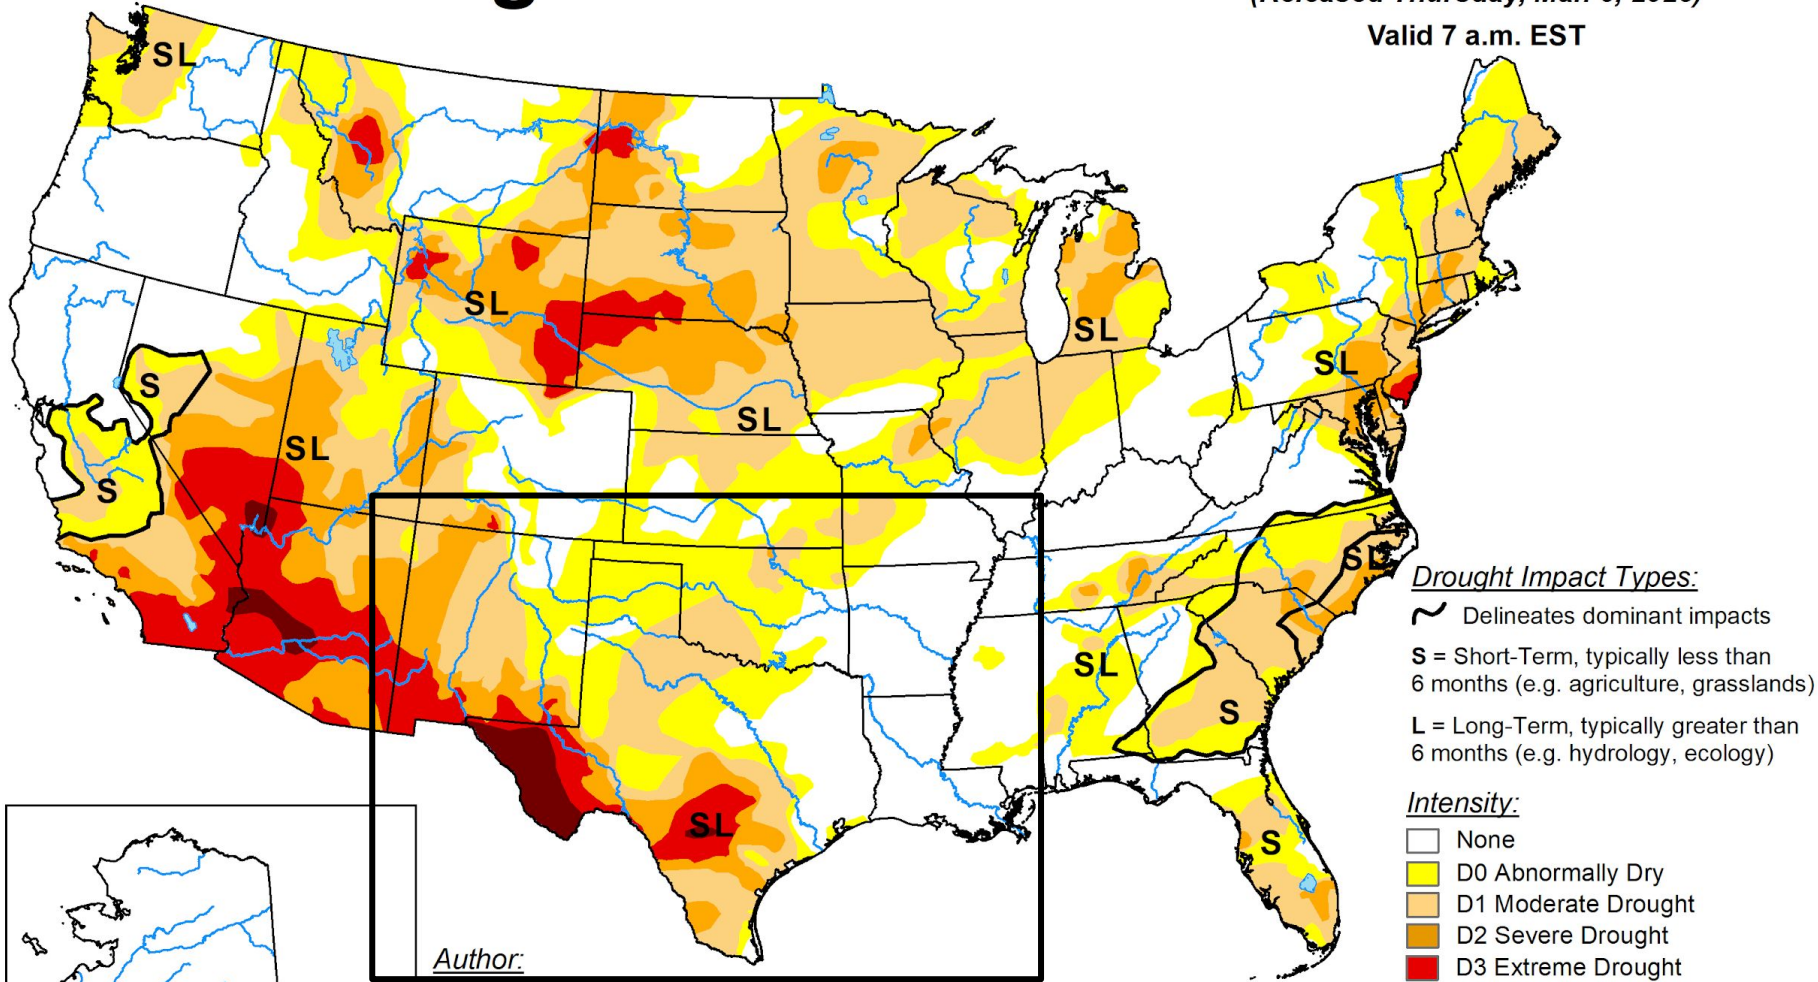 Valid 7 a.m. EST
SL
SL
SL
SL
SL
S
SL
SL
S
SL
SL
S
SL
S
Drought Impact Types:
Delineates dominant impacts
S = Short-Term, typically less than
6 months (e.g. agriculture, grasslands)
L = Long-Term, typically greater than
6 months (e.g. hydrology, ecology)
Intensity:
None
D0 Abnormally Dry
D1 Moderate Drought
D2 Severe Drought
D3 Extreme Drought
Author: